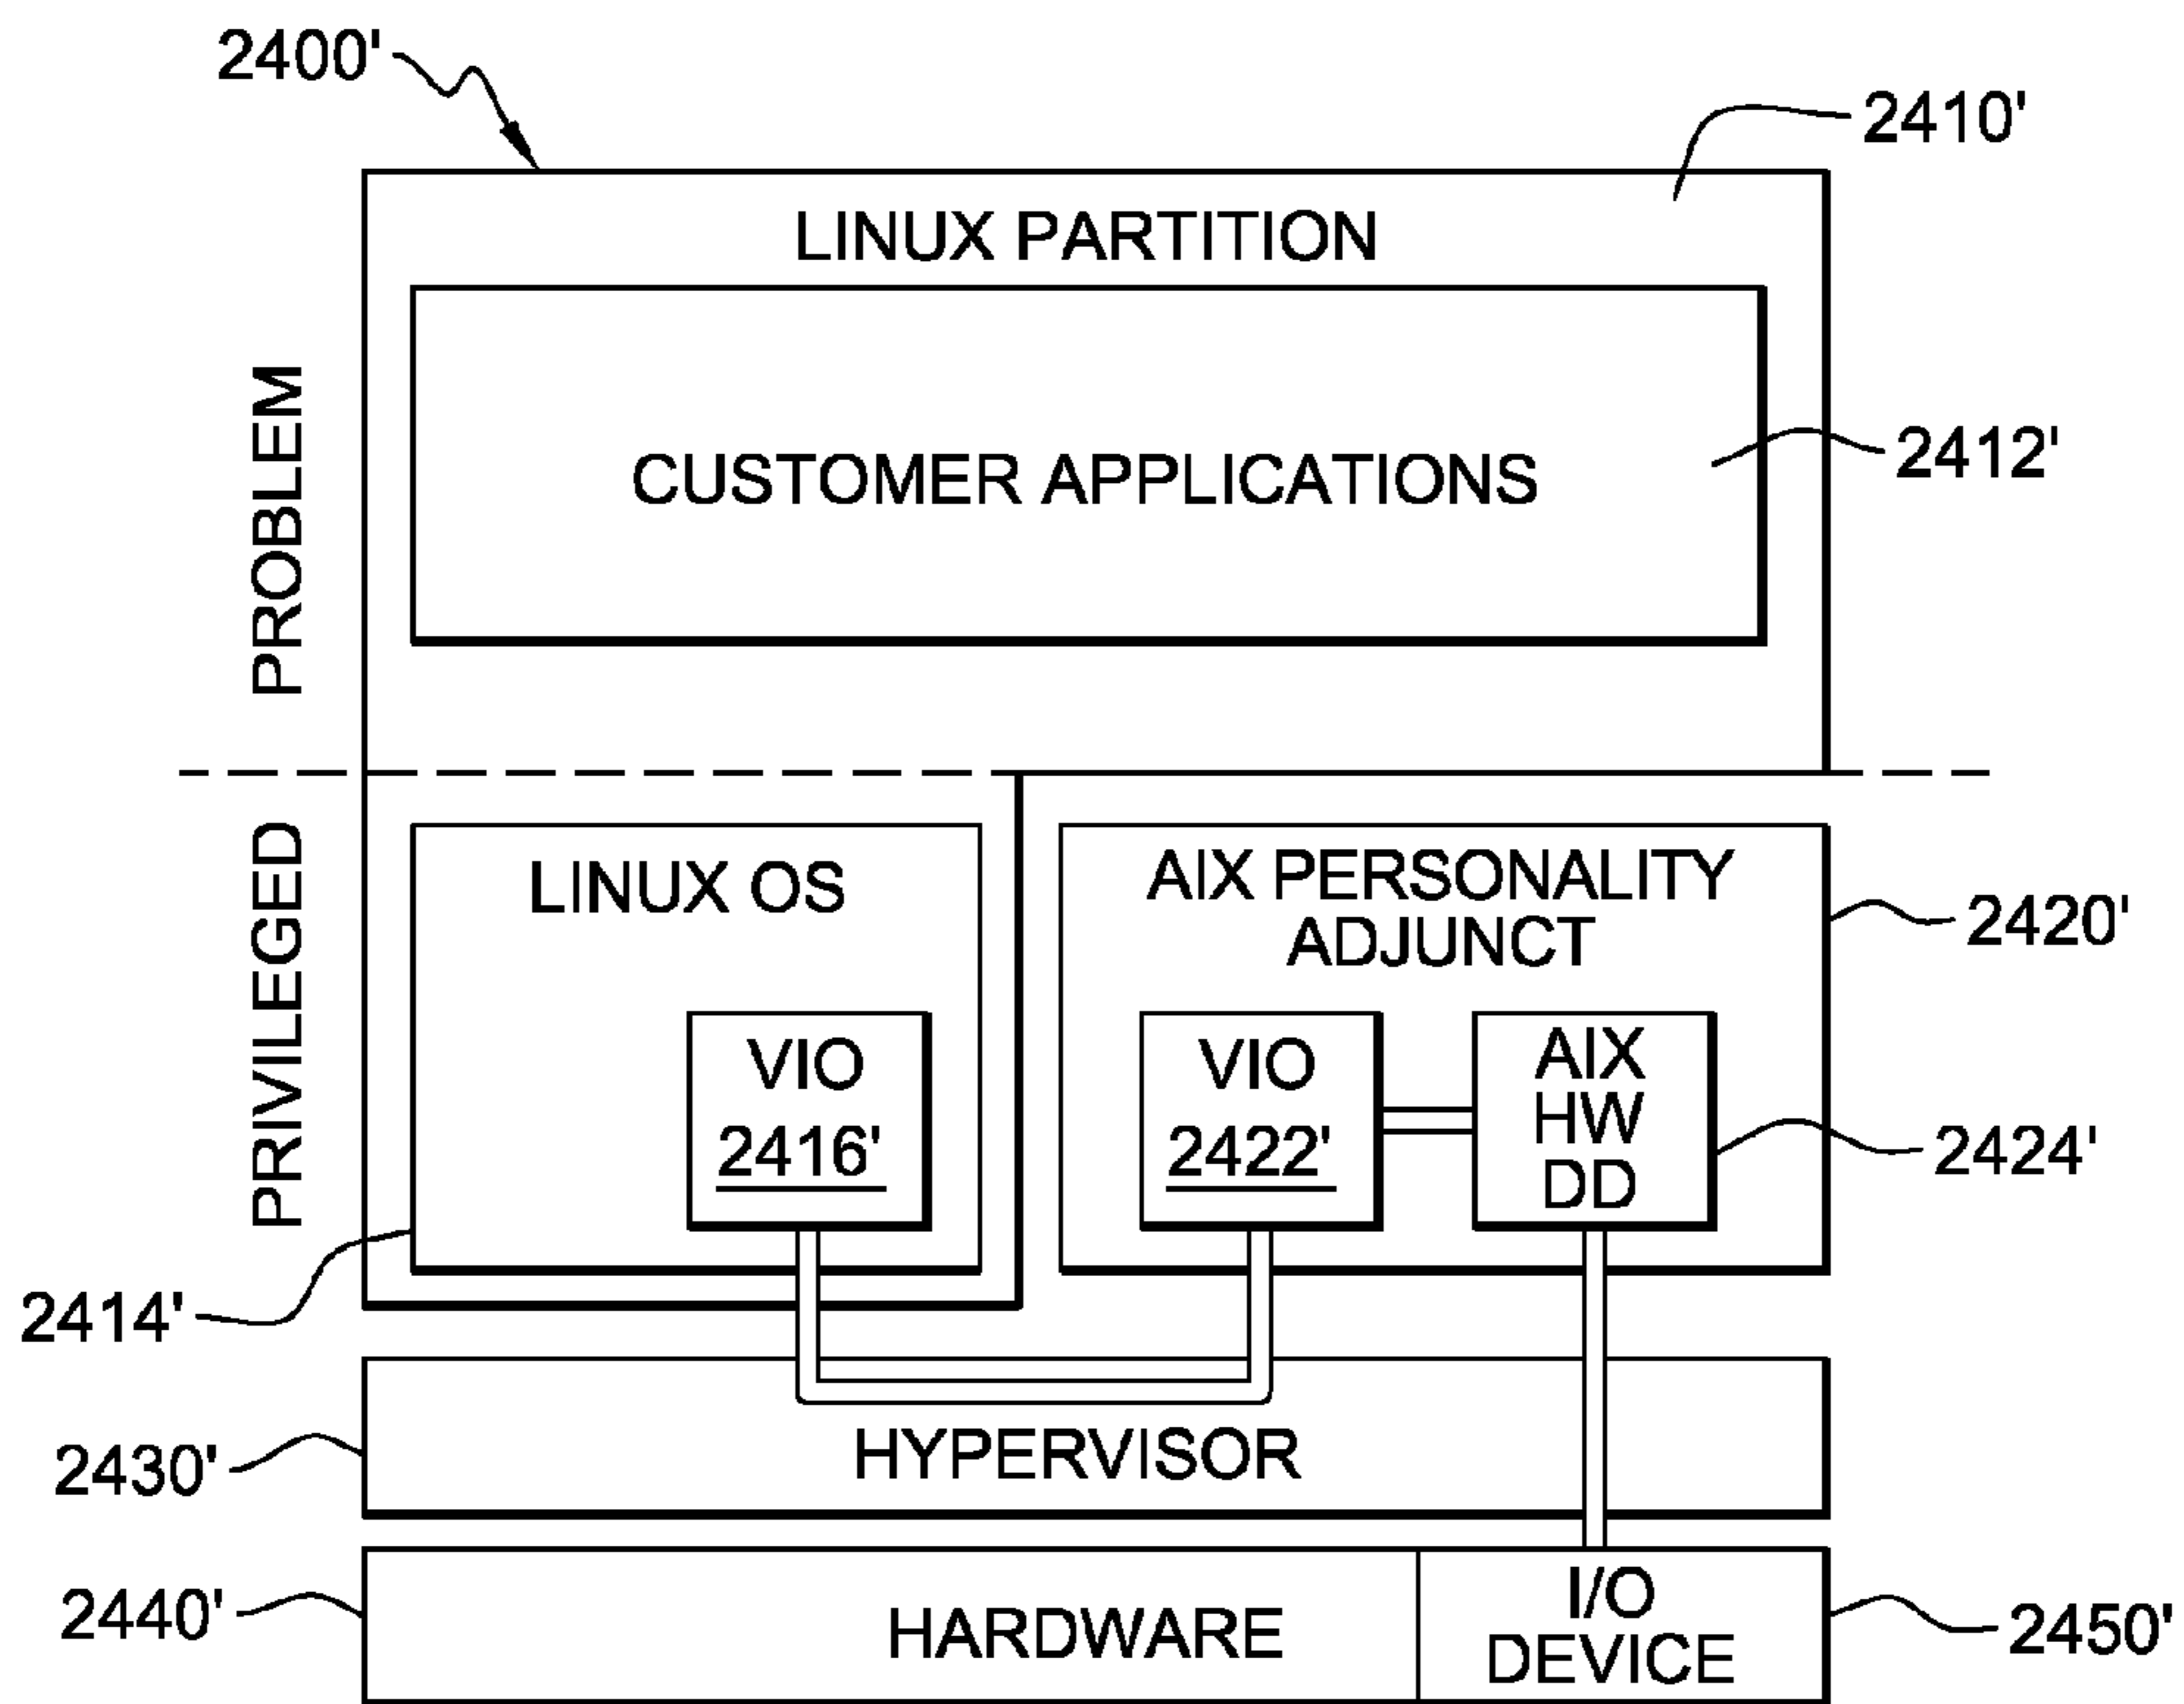 2400'
2410'
LINUX PARTITION
CUSTOMER APPLICATIONS
2412'
PROBLEM
PRIVILEGED
LINUX OS
VIO
2416'
2414'
AIX PERSONALITY
ADJUNCT
2420'
VIO
2422'
AIX
HW
DD
2424'
HYPERVISOR
2430'
HARDWARE
2440'
I/O
DEVICE
2450'